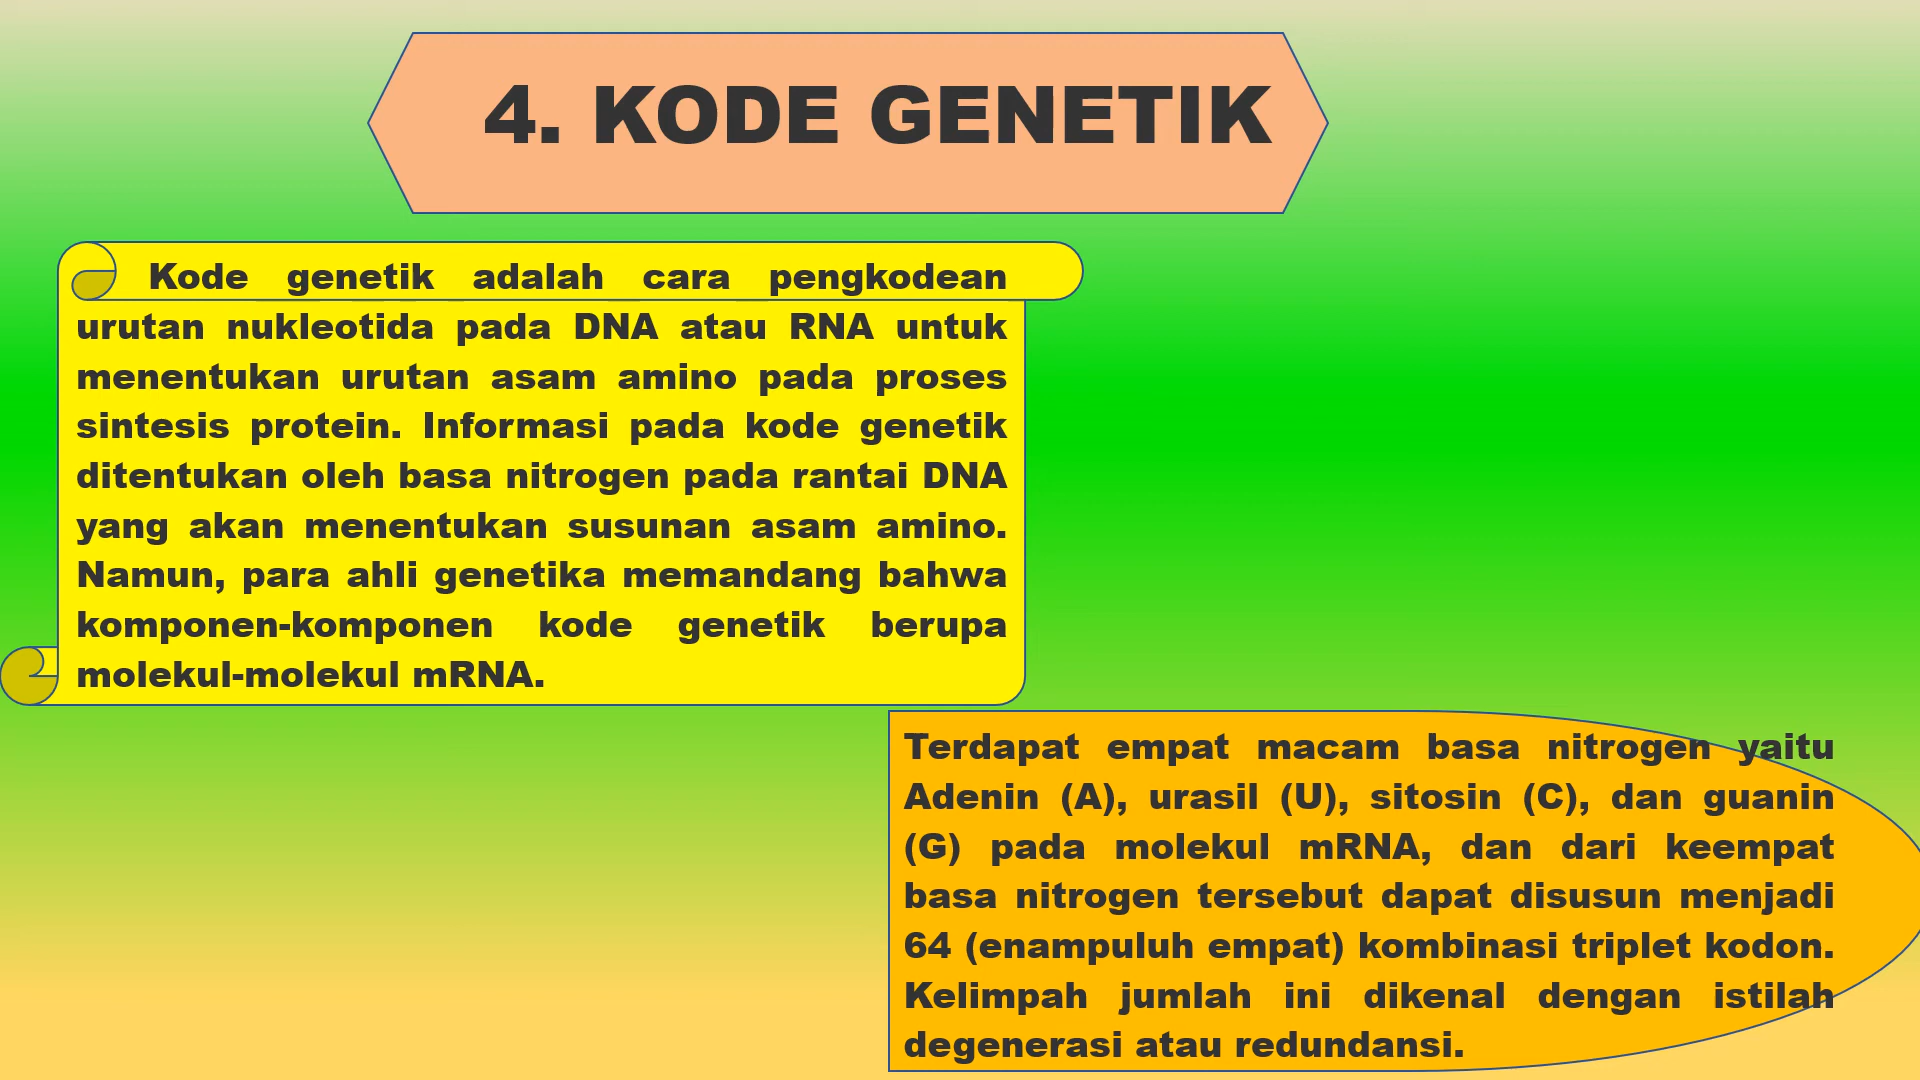 4. KODE GENETIK
Kode genetik adalah cara pengkodean
urutan nukleotida pada DNA atau RNA untuk
menentukan urutan asam amino pada proses
sintesis protein. Informasi pada kode genetik
ditentukan oleh basa nitrogen pada rantai DNA
yang akan menentukan susunan asam amino.
Namun, para ahli genetika memandang bahwa
komponen-komponen kode genetik berupa
molekul-molekul mRNA.
Terdapat empat macam basa nitrogen yaitu
Adenin (A), urasil (U), sitosin (C), dan guanin
(G) pada molekul mRNA, dan dari keempat
basa nitrogen tersebut dapat disusun menjadi
64 (enampuluh empat) kombinasi triplet kodon.
Kelimpah jumlah ini dikenal dengan istilah
degenerasi atau redundansi.